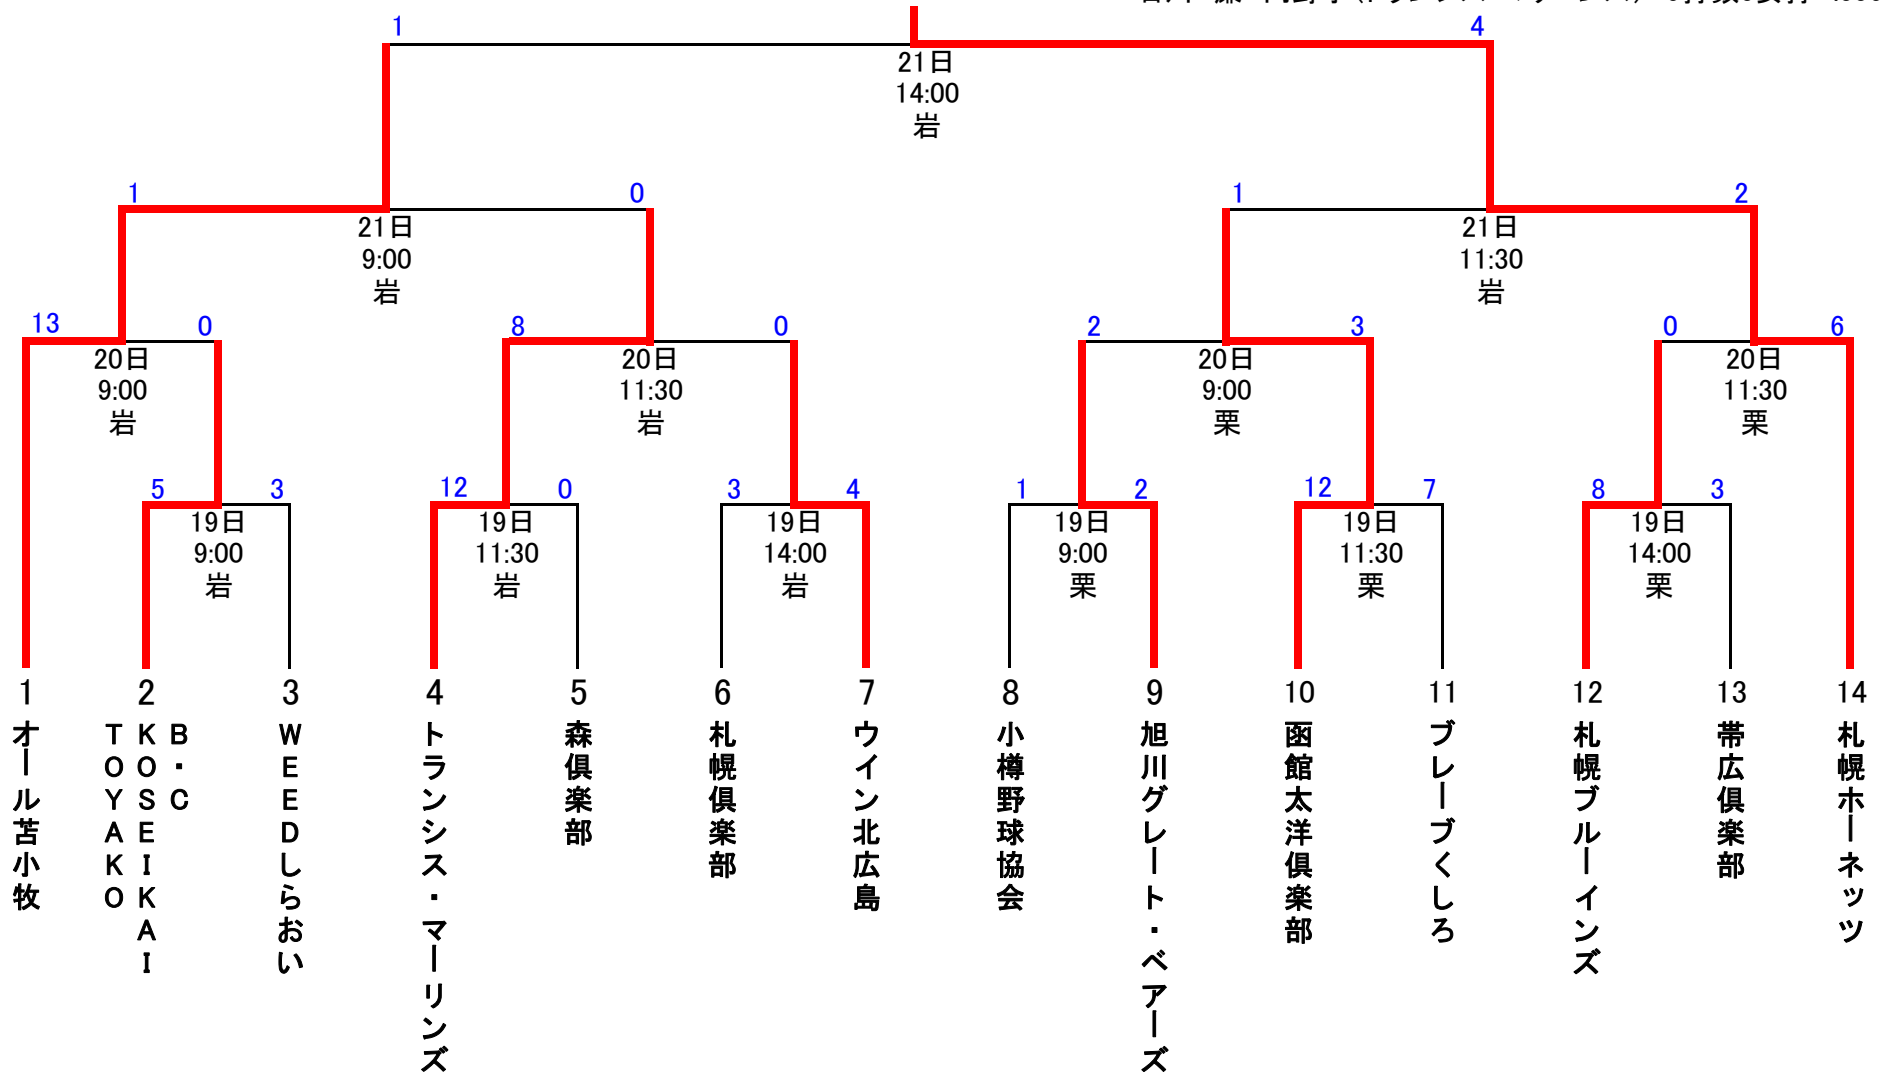 1
4
21日
14:00
岩
1
0
1
2
21日
9:00
岩
21日
11:30
岩
13
0
8
0
2
3
0
6
20日
9:00
岩
20日
11:30
岩
20日
9:00
栗
20日
11:30
栗
5
3
12
0
3
4
1
2
12
7
8
3
19日
9:00
岩
19日
11:30
岩
19日
14:00
岩
19日
9:00
栗
19日
11:30
栗
19日
14:00
栗
1
オール苫小牧
2
B・C
KOSEIKAI
TOYAKO
3
WEEDしらおい
4
トランシス・マーリンズ
5
森倶楽部
6
札幌倶楽部
7
ウイン北広島
8
小樽野球協会
9
旭川グレート・ベアーズ
10
函館太洋倶楽部
11
ブレーブくしろ
12
札幌ブルーインズ
13
帯広倶楽部
14
札幌ホーネッツ